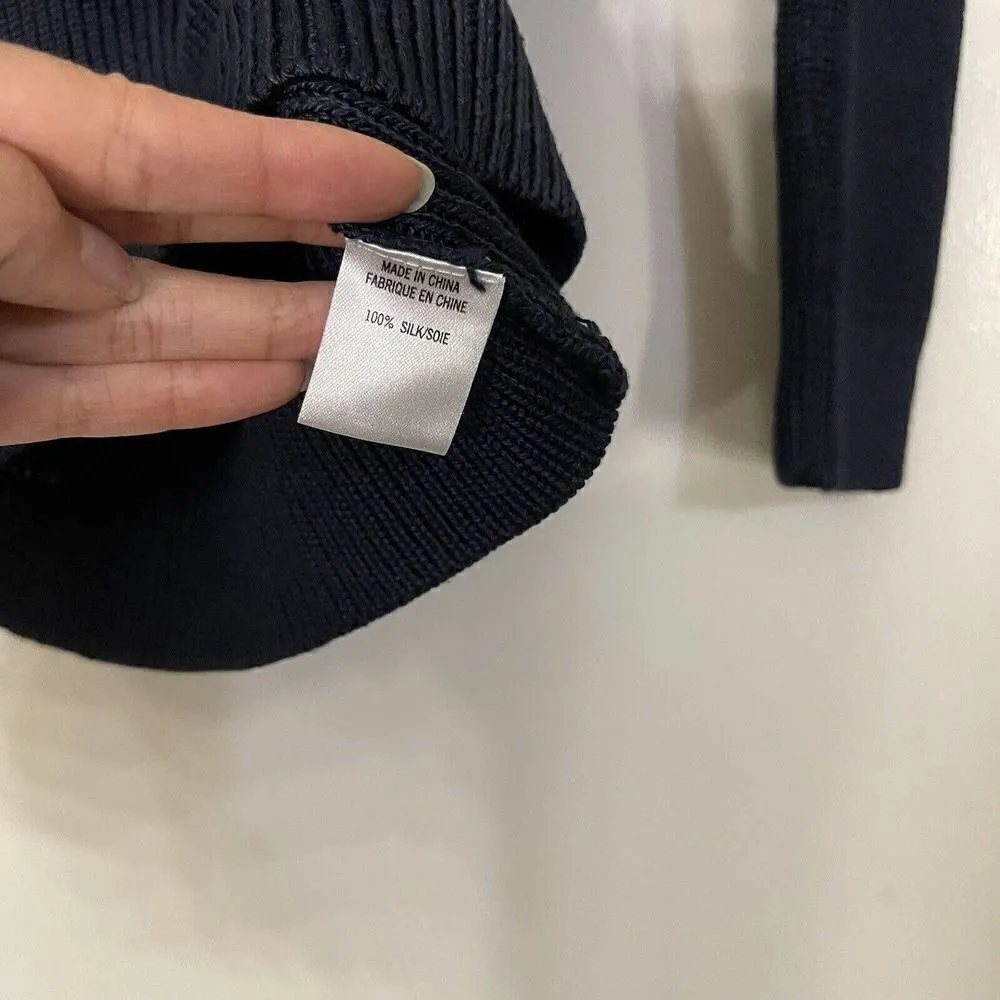 MADE IN CHINA
FABRIQUE EN CHINE
100% SILK/SOIE